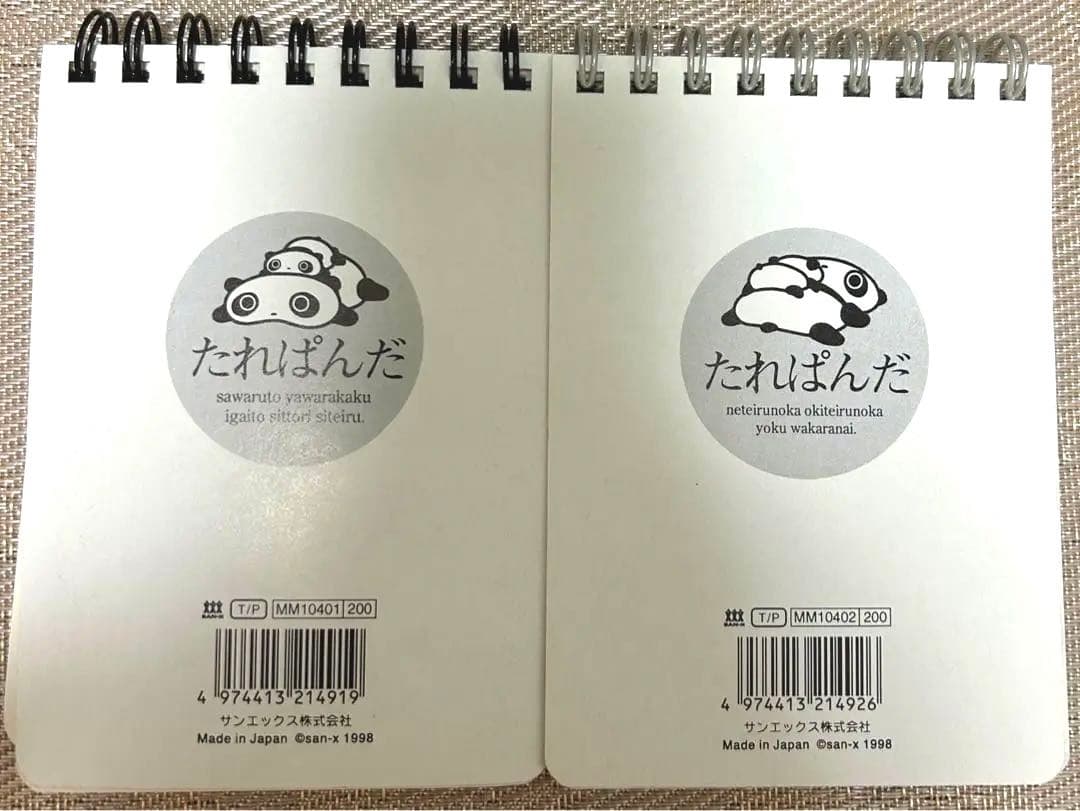 たれぱんだ
sawaruto yawarakaku
igaito sittori siteiru.
SAN-X T/P MM10401 200
4 974413 214919
サンエックス株式会社
Made in Japan ©san-x 1998
たれぱんだ
neteirunoka okiteirunoka
yoku wakaranai.
SAN-X T/P MM10402 200
4 974413 214926
サンエックス株式会社
Made in Japan ©san-x 1998